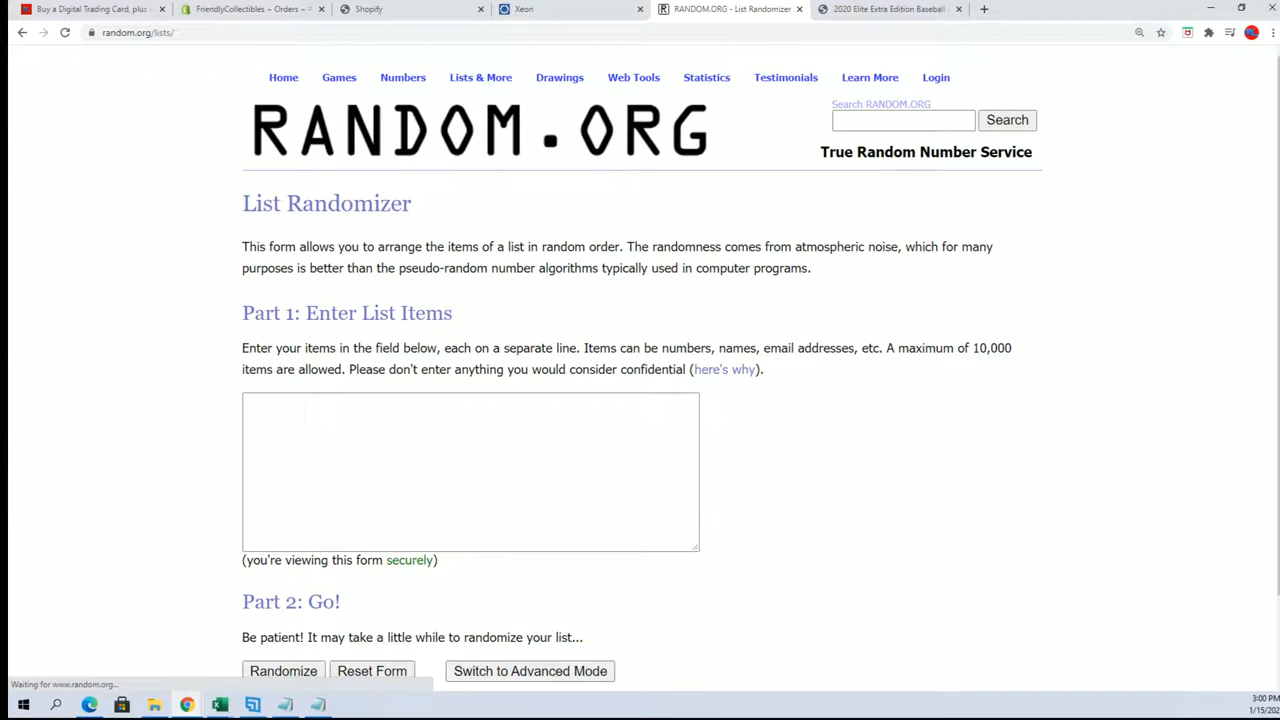 Buy a Digital Trading Card, plus
FriendlyCollectibles ~ Orders ~
Shopify
Xeon
RANDOM.ORG - List Randomizer
2020 Elite Extra Edition Baseball
random.org/lists/
Home Games Numbers Lists & More Drawings Web Tools Statistics Testimonials Learn More Login
RANDOM.ORG
Search RANDOM.ORG
Search
True Random Number Service
List Randomizer
This form allows you to arrange the items of a list in random order. The randomness comes from atmospheric noise, which for many
purposes is better than the pseudo-random number algorithms typically used in computer programs.
Part 1: Enter List Items
Enter your items in the field below, each on a separate line. Items can be numbers, names, email addresses, etc. A maximum of 10,000
items are allowed. Please don't enter anything you would consider confidential (here's why).
(you're viewing this form securely)
Part 2: Go!
Be patient! It may take a little while to randomize your list...
Randomize Reset Form Switch to Advanced Mode
Waiting for www.random.org...
3:00 PM
1/15/202